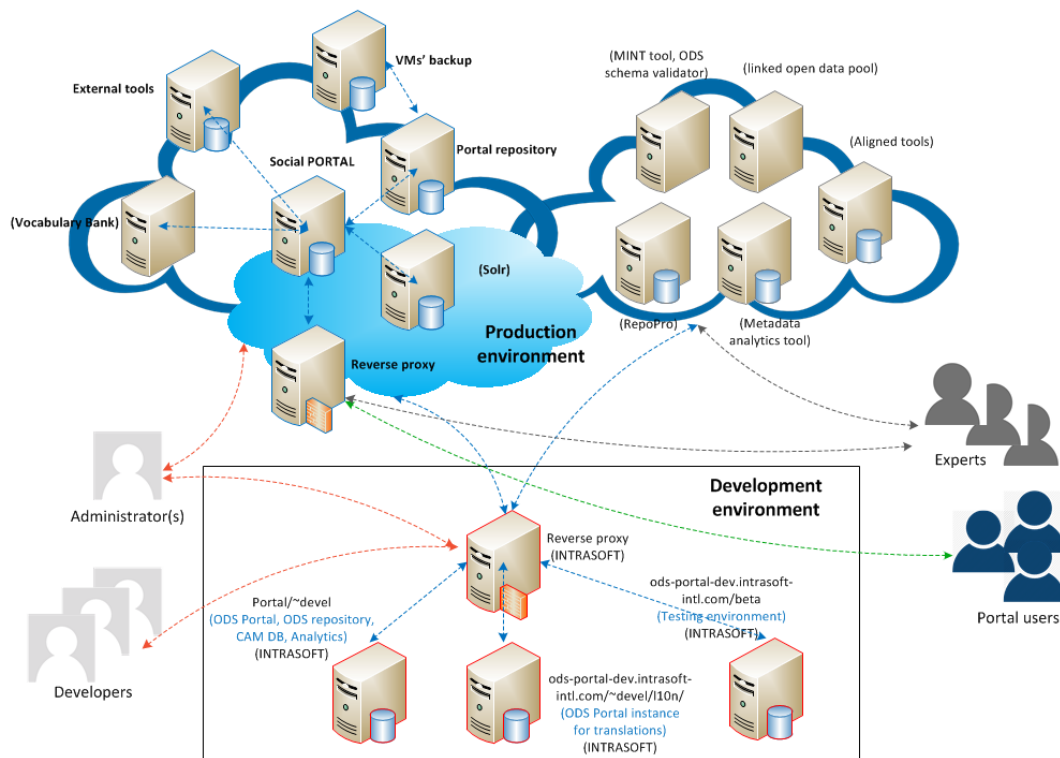 VMs' backup
External tools
(MINT tool, ODS
schema validator)
(linked open data pool)
Portal repository
(Aligned tools)
Social PORTAL
(Vocabulary Bank)
(Solr)
(RepoPro)
(Metadata
analytics tool)
Production
environment
Reverse proxy
Experts
Administrator(s)
Development
environment
Reverse proxy
(INTRASOFT)
Portal users
Portal/~devel
(ODS Portal, ODS repository,
CAM DB, Analytics)
(INTRASOFT)
ods-portal-dev.intrasoft-
intl.com/beta
(Testing environment)
(INTRASOFT)
Developers
ods-portal-dev.intrasoft-
intl.com/~devel/l10n/
(ODS Portal instance
for translations)
(INTRASOFT)